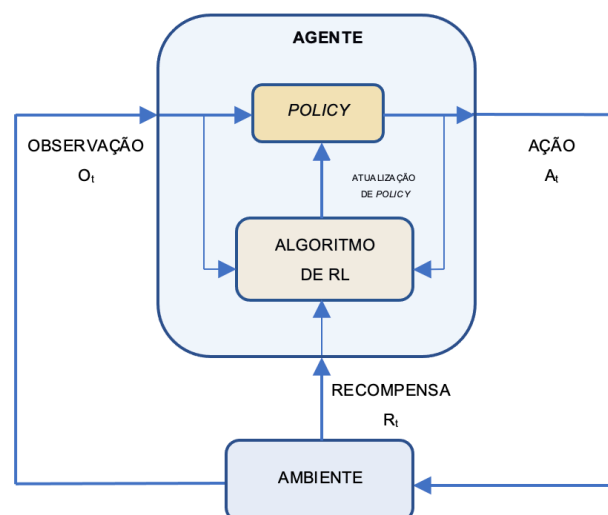 AGENTE
POLICY
OBSERVAÇÃO
Oₜ
AÇÃO
Aₜ
ATUALIZAÇÃO
DE POLICY
ALGORITMO
DE RL
RECOMPENSA
Rₜ
AMBIENTE